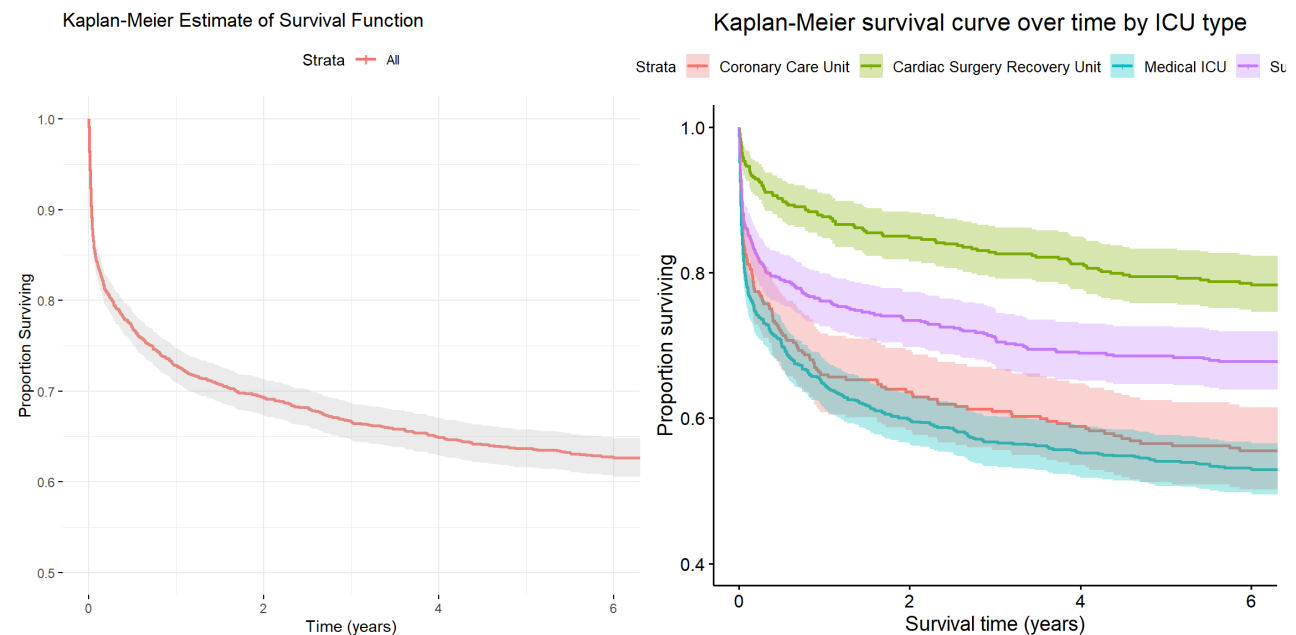 Kaplan-Meier Estimate of Survival Function
Strata All
1.0
0.9
0.8
0.7
0.6
0.5
Proportion Surviving
0 2 4 6
Time (years)
Kaplan-Meier survival curve over time by ICU type
Strata Coronary Care Unit Cardiac Surgery Recovery Unit Medical ICU Su
1.0
0.8
0.6
0.4
Proportion surviving
0 2 4 6
Survival time (years)